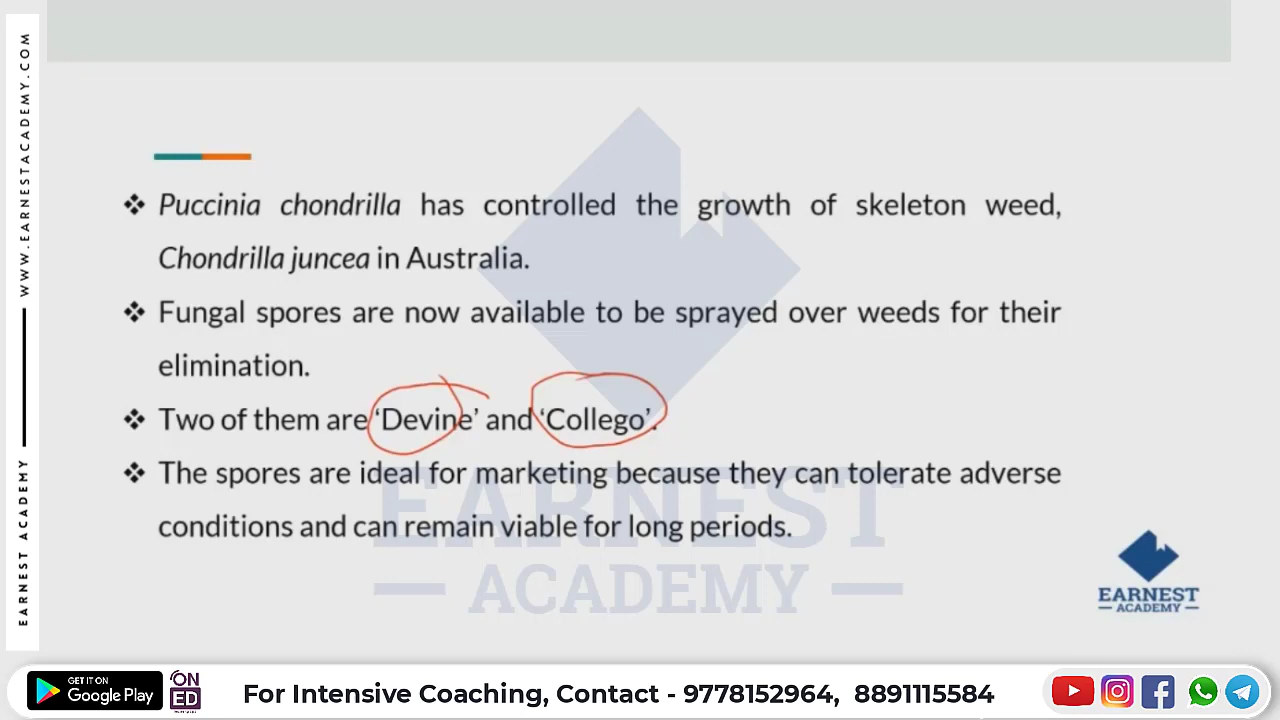 WWW.EARNESTACADEMY.COM
EARNEST ACADEMY
❖ Puccinia chondrilla has controlled the growth of skeleton weed,
Chondrilla juncea in Australia.
❖ Fungal spores are now available to be sprayed over weeds for their
elimination.
❖ Two of them are ‘Devine’ and ‘Collego’.
❖ The spores are ideal for marketing because they can tolerate adverse
conditions and can remain viable for long periods.
EARNEST
ACADEMY
EARNEST
ACADEMY
GET IT ON
Google Play
ON
ED
For Intensive Coaching, Contact - 9778152964, 8891115584